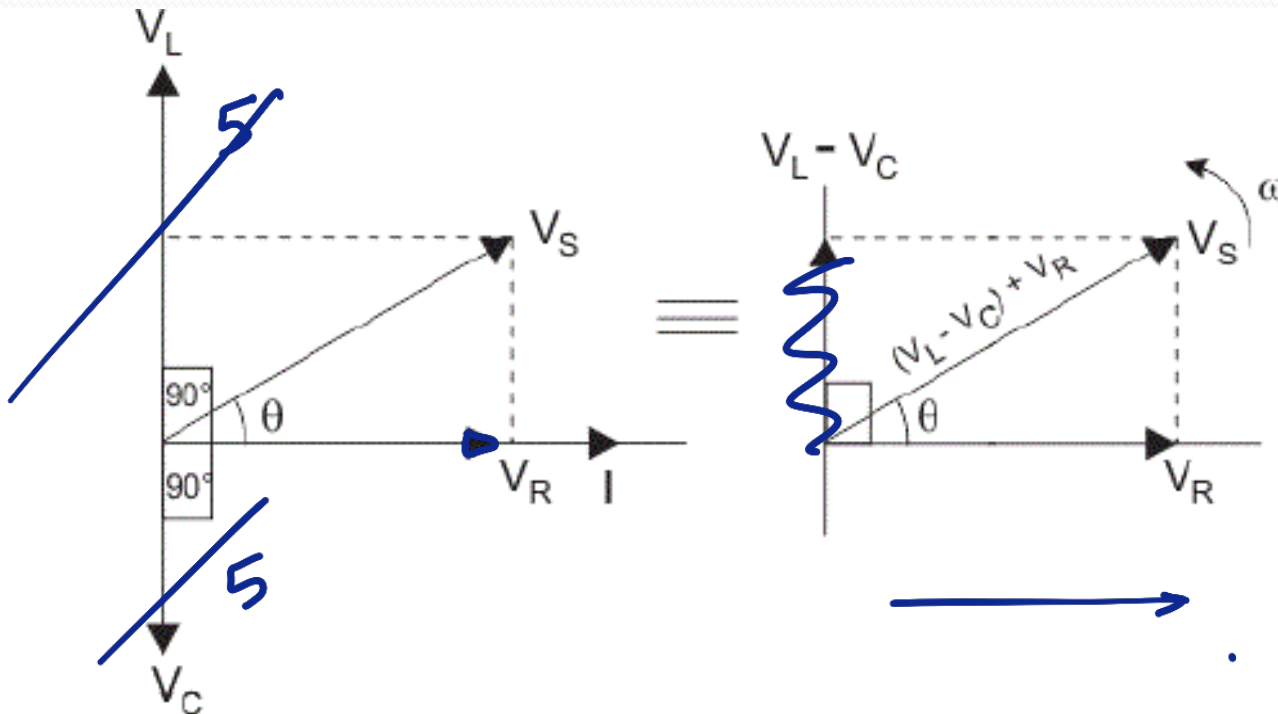 V_L
5
V_S
90°
θ
90°
V_R
I
5
V_C
V_L - V_C
ω
V_S
(V_L - V_C) + V_R
θ
V_R